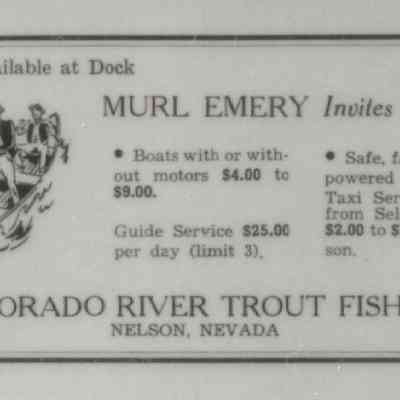 ailable at Dock
MURL EMERY Invites
• Boats with or with-
out motors $4.00 to
$9.00.
Guide Service $25.00
per day (limit 3).
• Safe, f
powered
Taxi Ser
from Sel
$2.00 to $
son.
ORADO RIVER TROUT FISH
NELSON, NEVADA